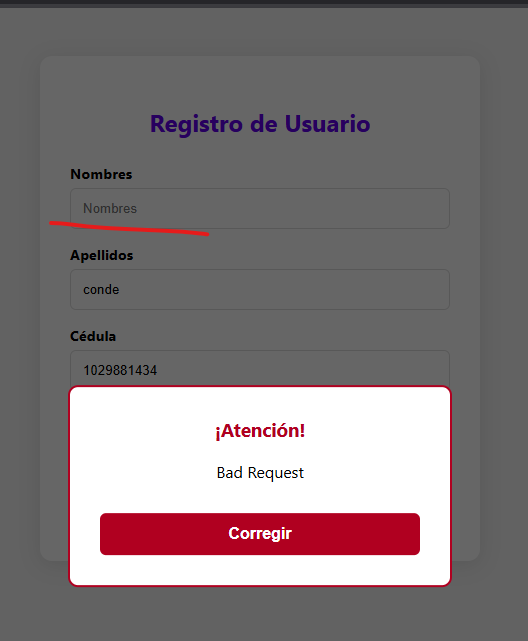 Registro de Usuario
Nombres
Nombres
Apellidos
conde
Cédula
1029881434
¡Atención!
Bad Request
Corregir